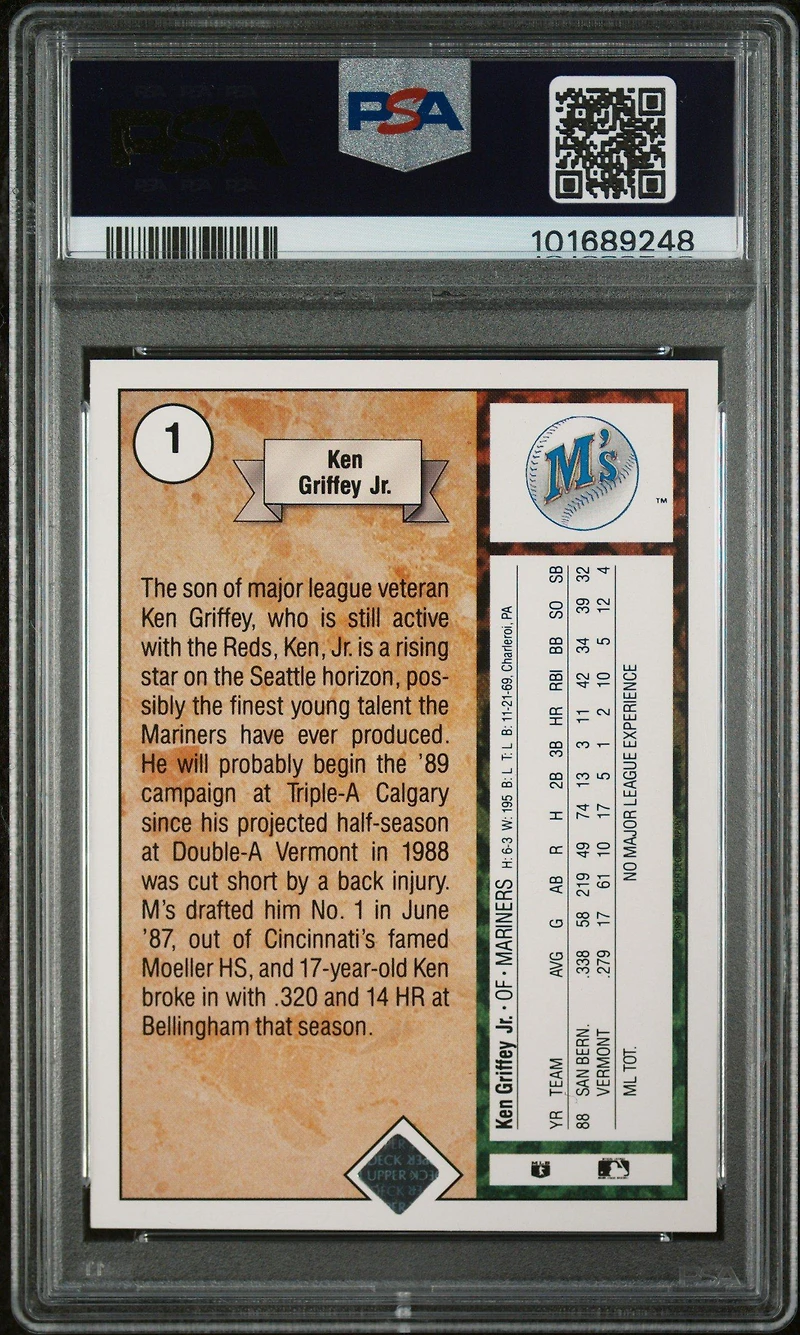 PSA
PSA
101689248
1
Ken
Griffey Jr.
The son of major league veteran
Ken Griffey, who is still active
with the Reds, Ken, Jr. is a rising
star on the Seattle horizon, pos-
sibly the finest young talent the
Mariners have ever produced.
He will probably begin the '89
campaign at Triple-A Calgary
since his projected half-season
at Double-A Vermont in 1988
was cut short by a back injury.
M's drafted him No. 1 in June
'87, out of Cincinnati's famed
Moeller HS, and 17-year-old Ken
broke in with .320 and 14 HR at
Bellingham that season.
UPPER DECK
M's
TM
Ken Griffey Jr. • OF • MARINERS H: 6-3 W: 195 B: L T: L B: 11-21-69, Charleroi, PA
YR TEAM AVG G AB R H 2B 3B HR RBI BB SO SB
88 SAN BERN. .338 58 219 49 74 13 3 11 42 34 39 32
VERMONT .279 17 61 10 17 5 1 2 10 5 12 4
ML TOT. NO MAJOR LEAGUE EXPERIENCE
PSA